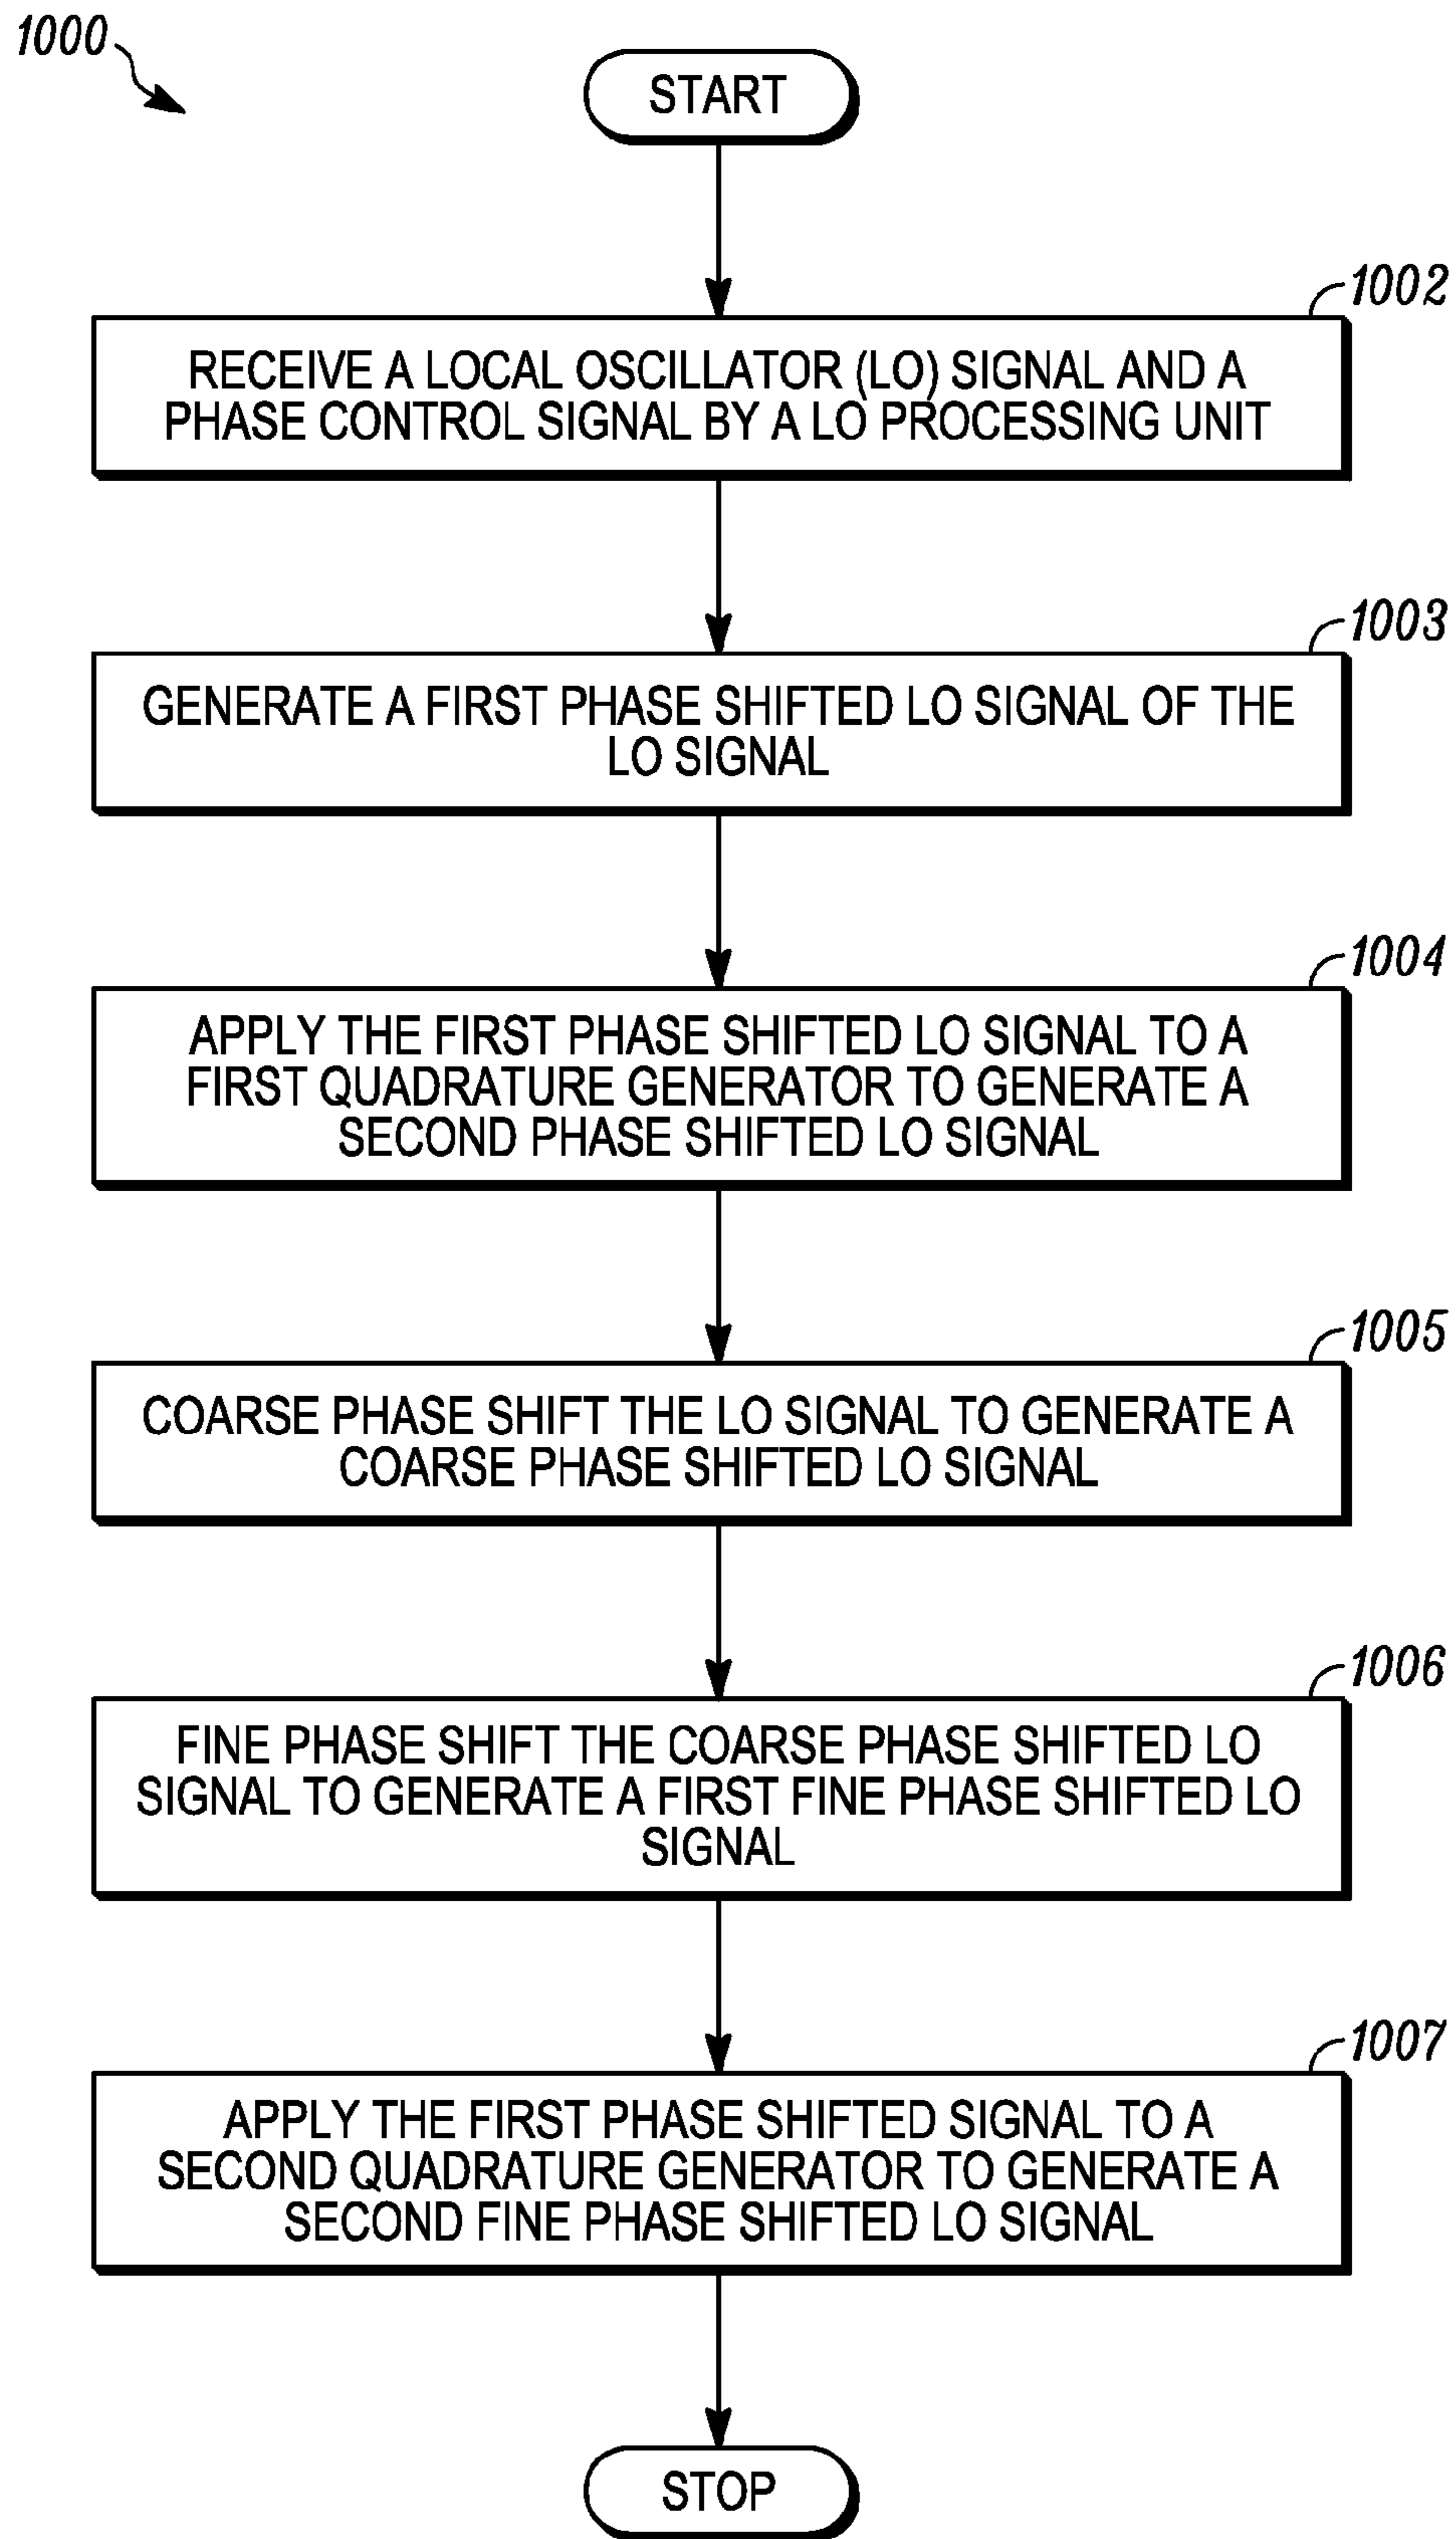 1000
START
1002
RECEIVE A LOCAL OSCILLATOR (LO) SIGNAL AND A
PHASE CONTROL SIGNAL BY A LO PROCESSING UNIT
1003
GENERATE A FIRST PHASE SHIFTED LO SIGNAL OF THE
LO SIGNAL
1004
APPLY THE FIRST PHASE SHIFTED LO SIGNAL TO A
FIRST QUADRATURE GENERATOR TO GENERATE A
SECOND PHASE SHIFTED LO SIGNAL
1005
COARSE PHASE SHIFT THE LO SIGNAL TO GENERATE A
COARSE PHASE SHIFTED LO SIGNAL
1006
FINE PHASE SHIFT THE COARSE PHASE SHIFTED LO
SIGNAL TO GENERATE A FIRST FINE PHASE SHIFTED LO
SIGNAL
1007
APPLY THE FIRST PHASE SHIFTED SIGNAL TO A
SECOND QUADRATURE GENERATOR TO GENERATE A
SECOND FINE PHASE SHIFTED LO SIGNAL
STOP